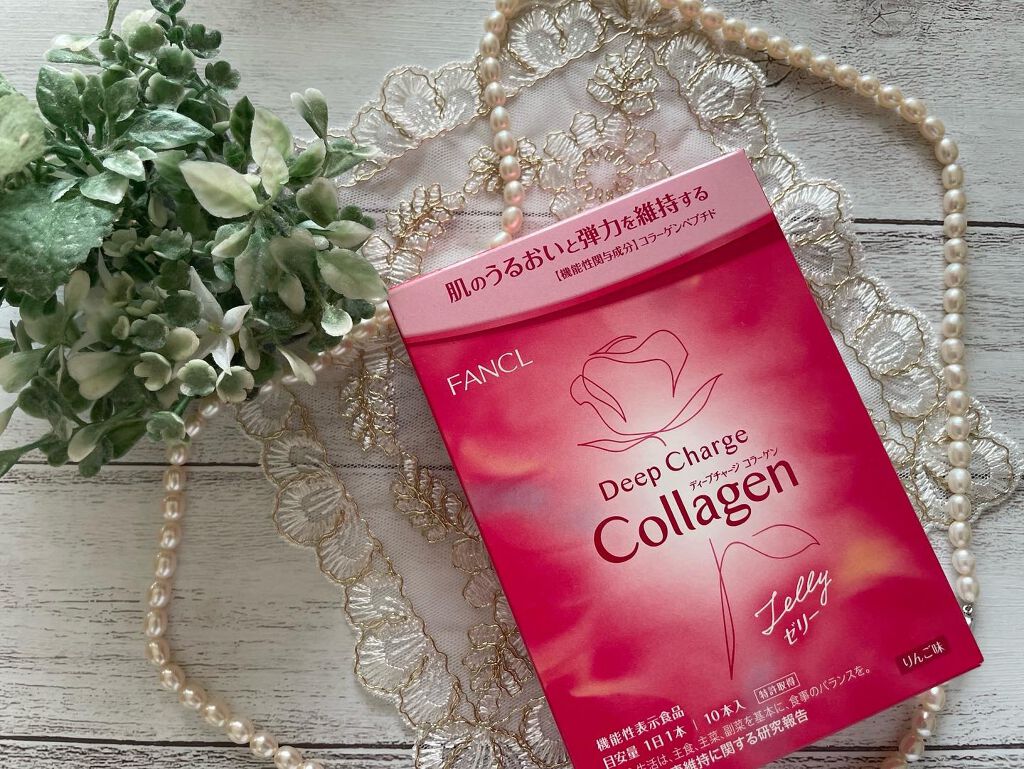 肌のうるおいと弾力を維持する
【機能性関与成分】コラーゲンペプチド
FANCL
Deep Charge
ディープチャージ コラーゲン
Collagen
Jelly
ゼリー
りんご味
機能性表示食品 10本入 特許取得
目安量 1日1本
生活は、主食、主菜、副菜を基本に、食事のバランスを。
維持に関する研究報告